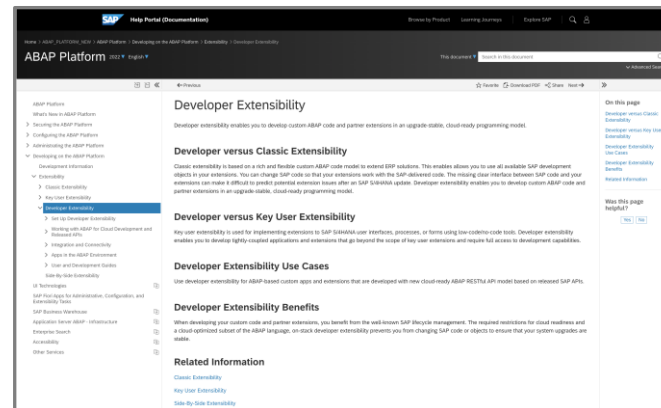 SAP Help Portal (Documentation)
Browse by Product Learning Journeys Explore SAP
Home > ABAP_PLATFORM_NEW > ABAP Platform > Developing on the ABAP Platform > Extensibility > Developer Extensibility
ABAP Platform 2022 English
This document Search in this document
Advanced
Previous
Favorite Download PDF Share Next
ABAP Platform
What's New in ABAP Platform
Securing the ABAP Platform
Configuring the ABAP Platform
Administrating the ABAP Platform
Developing on the ABAP Platform
Development Information
Extensibility
Classic Extensibility
Key User Extensibility
Developer Extensibility
Set Up Developer Extensibility
Working with ABAP for Cloud Development and
Released APIs
Integration and Connectivity
Apps in the ABAP Environment
User and Development Guides
Side-By-Side Extensibility
UI Technologies
SAP Fiori Apps for Administration, Configuration, and
Extensibility Tasks
SAP Business Warehouse
Application Server ABAP - Infrastructure
Enterprise Search
Accessibility
Other Services
Developer Extensibility
Developer extensibility enables you to develop custom ABAP code and partner extensions in an upgrade-stable, cloud-ready programming model.
Developer versus Classic Extensibility
Classic extensibility is based on a rich and flexible custom ABAP code model to extend ERP solutions. This enables allows you to use all available SAP development
objects in your extensions. You can change SAP code so that your extensions work with the SAP-delivered code. The missing clear interface between SAP code and your
extensions can make it difficult to predict potential extension issues after an SAP S/4HANA update. Developer extensibility enables you to develop custom ABAP code and
partner extensions in an upgrade-stable, cloud-ready programming model.
Developer versus Key User Extensibility
Key user extensibility is used for implementing extensions to SAP S/4HANA user interfaces, processes, or forms using low-code/no-code tools. Developer extensibility
enables you to develop tightly-coupled applications and extensions that go beyond the scope of key user extensions and require full access to development capabilities.
Developer Extensibility Use Cases
Use developer extensibility for ABAP-based custom apps and extensions that are developed with new cloud-ready ABAP RESTful API model based on released SAP APIs.
Developer Extensibility Benefits
When developing your custom code and partner extensions, you benefit from the well-known SAP lifecycle management. The required restrictions for cloud readiness and
a cloud-optimized subset of the ABAP language, on-stack developer extensibility prevents you from changing SAP code or objects to ensure that your system upgrades are
stable.
Related Information
Classic Extensibility
Key User Extensibility
Side-By-Side Extensibility
On this page
Developer versus Classic
Extensibility
Developer versus Key User
Extensibility
Developer Extensibility
Use Cases
Developer Extensibility
Benefits
Related Information
Was this page
helpful?
Yes No